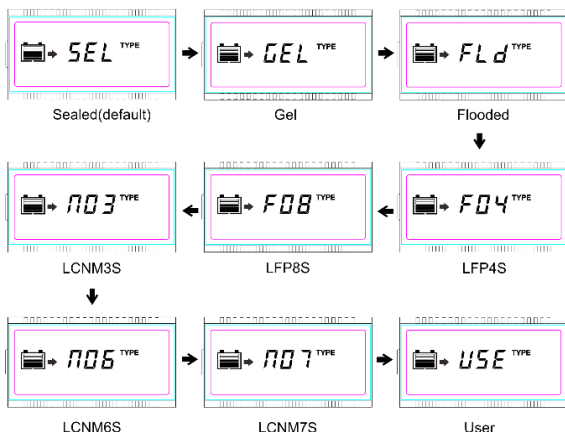 SEL TYPE
GEL TYPE
FLd TYPE
Sealed(default)
Gel
Flooded
N03 TYPE
F08 TYPE
F04 TYPE
LCNM3S
LFP8S
LFP4S
N06 TYPE
N07 TYPE
USE TYPE
LCNM6S
LCNM7S
User